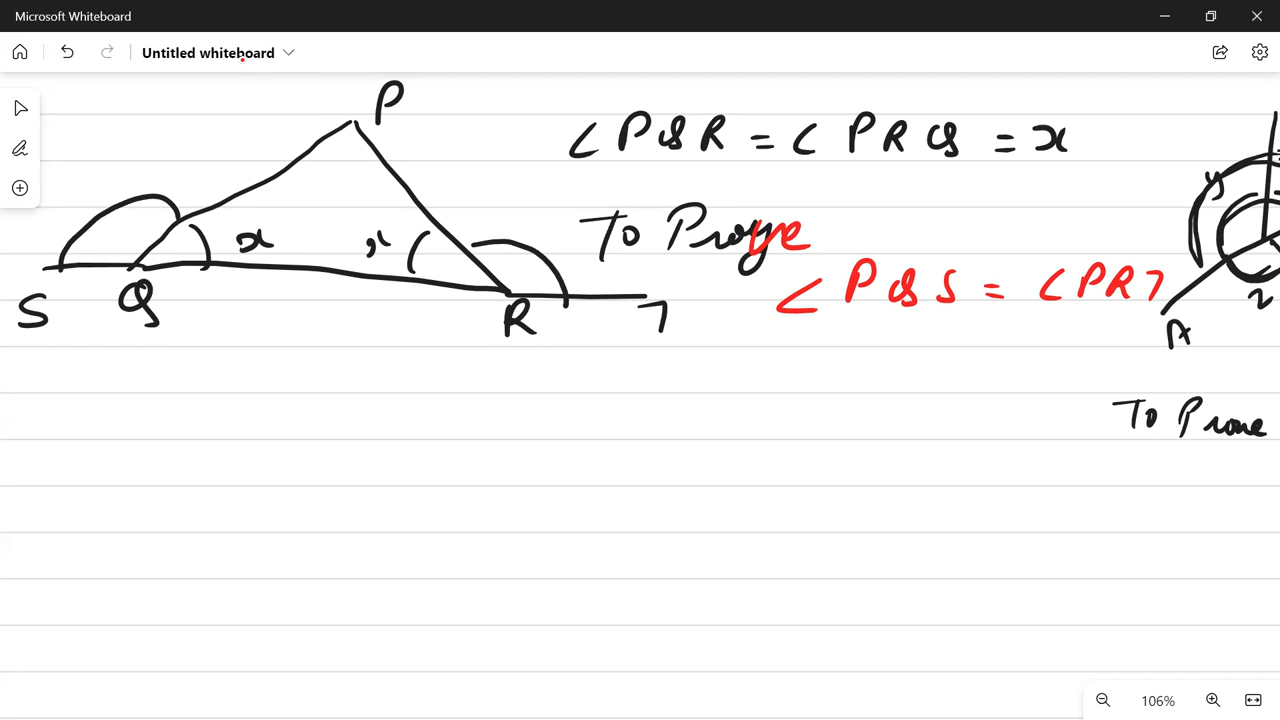 Microsoft Whiteboard
Untitled whiteboard
P
∠PQR = ∠PRQ = x
y
x
x
To Prove
∠PQS = ∠PRT
S
Q
R
T
A
To Prove
106%